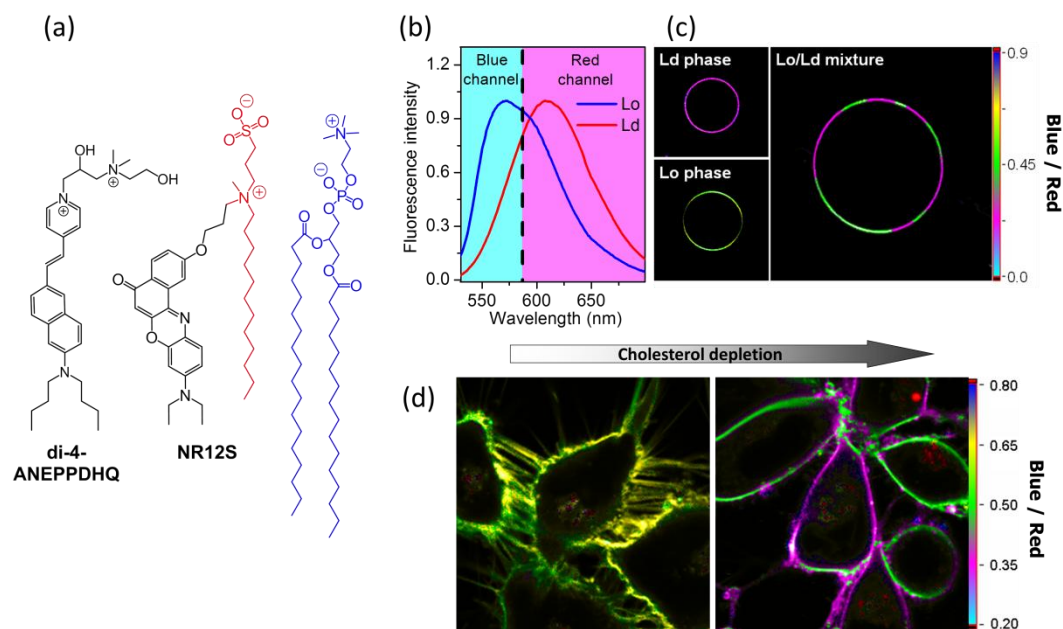 (a)
OH
N
⊕
OH
N
⊕
N
di-4-
ANEPPDHQ
O
⊖
O
S
O
N
⊕
O
O
N
O
N
NR12S
N
⊕
⊖
O
O
P
O
O
O
O
O
O
(b)
Blue
channel
Red
channel
Lo
Ld
Fluorescence intensity
1.2
0.9
0.6
0.3
0.0
550
600
650
Wavelength (nm)
(c)
Ld phase
Lo phase
Lo/Ld mixture
0.9
0.45
0.0
Blue / Red
Cholesterol depletion
(d)
0.80
0.65
0.50
0.35
0.20
Blue / Red